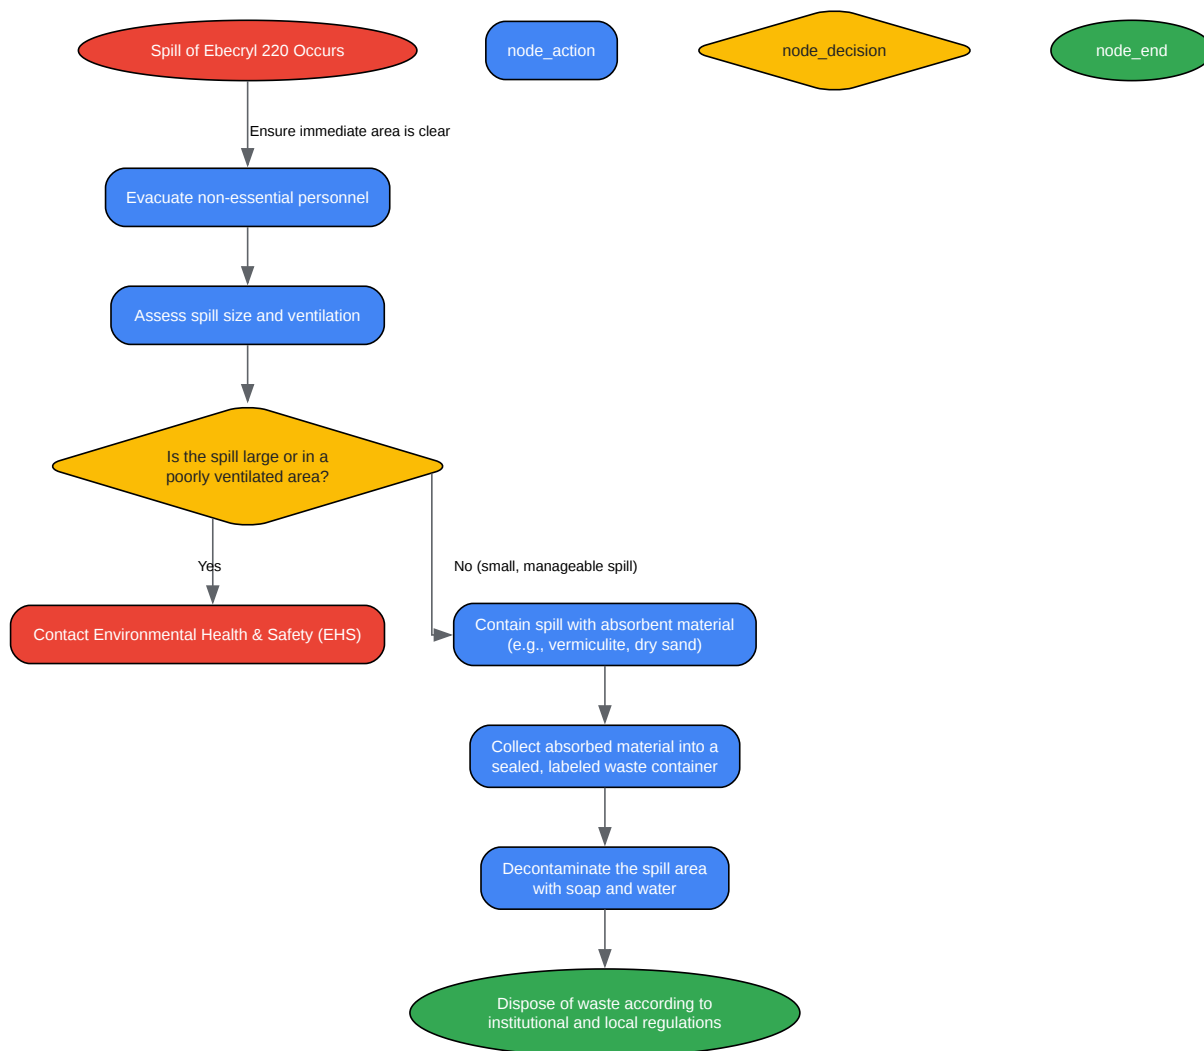 Spill of Ebecryl 220 Occurs
node_action
node_decision
node_end
Ensure immediate area is clear
Evacuate non-essential personnel
Assess spill size and ventilation
Is the spill large or in a
poorly ventilated area?
Yes
No (small, manageable spill)
Contact Environmental Health & Safety (EHS)
Contain spill with absorbent material
(e.g., vermiculite, dry sand)
Collect absorbed material into a
sealed, labeled waste container
Decontaminate the spill area
with soap and water
Dispose of waste according to
institutional and local regulations